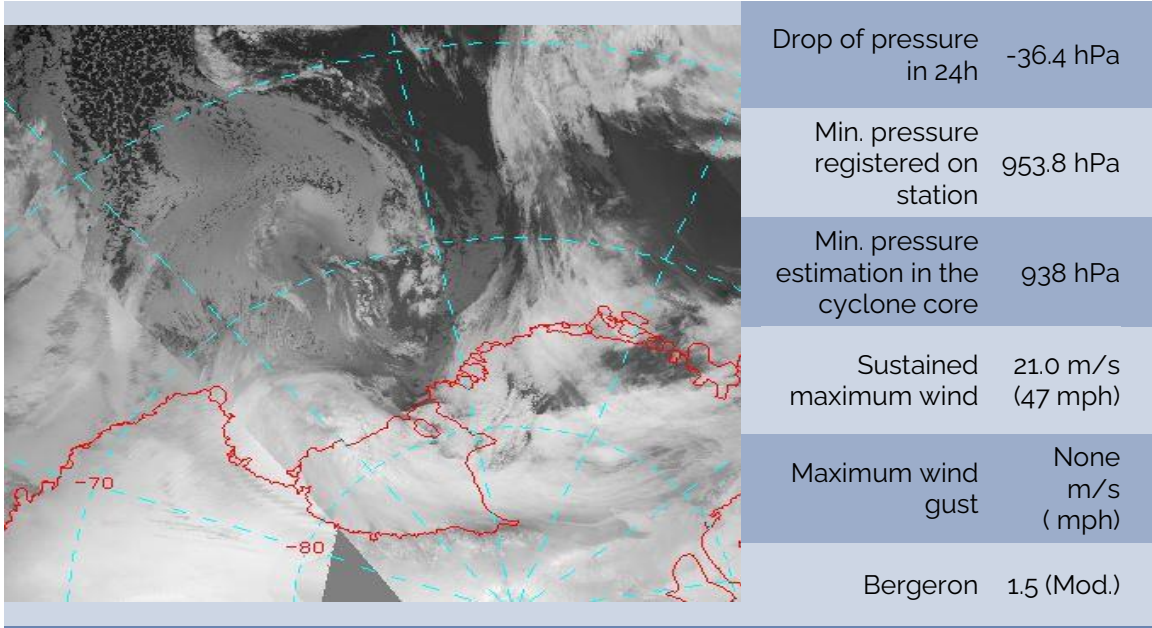 Drop of pressure
in 24h
-36.4 hPa
Min. pressure
registered on
station
953.8 hPa
Min. pressure
estimation in the
cyclone core
938 hPa
Sustained
maximum wind
21.0 m/s
(47 mph)
Maximum wind
gust
None
m/s
( mph)
Bergeron
1.5 (Mod.)
-70
-80